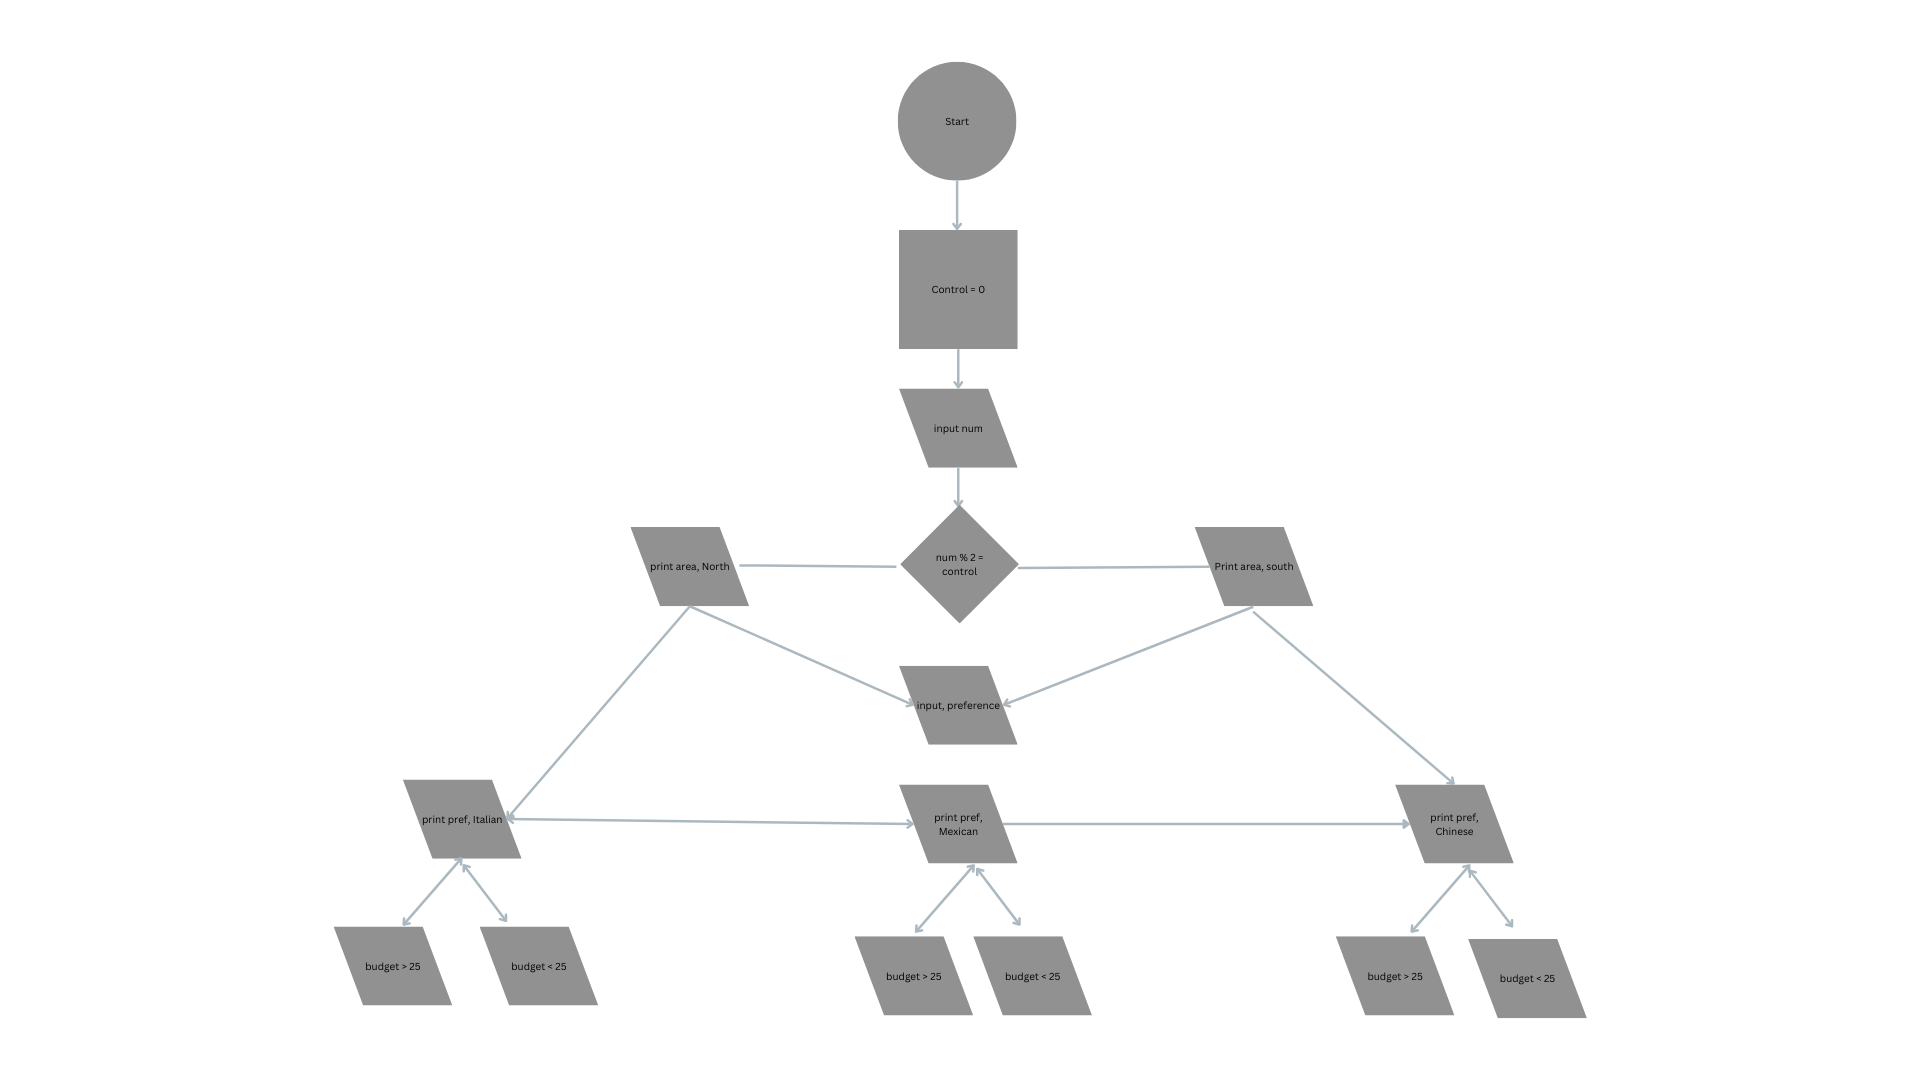 Start
Control = 0
input num
print area, North
num % 2 =
control
Print area, south
input, preference
print pref, Italian
print pref,
Mexican
print pref,
Chinese
budget > 25
budget < 25
budget > 25
budget < 25
budget > 25
budget < 25